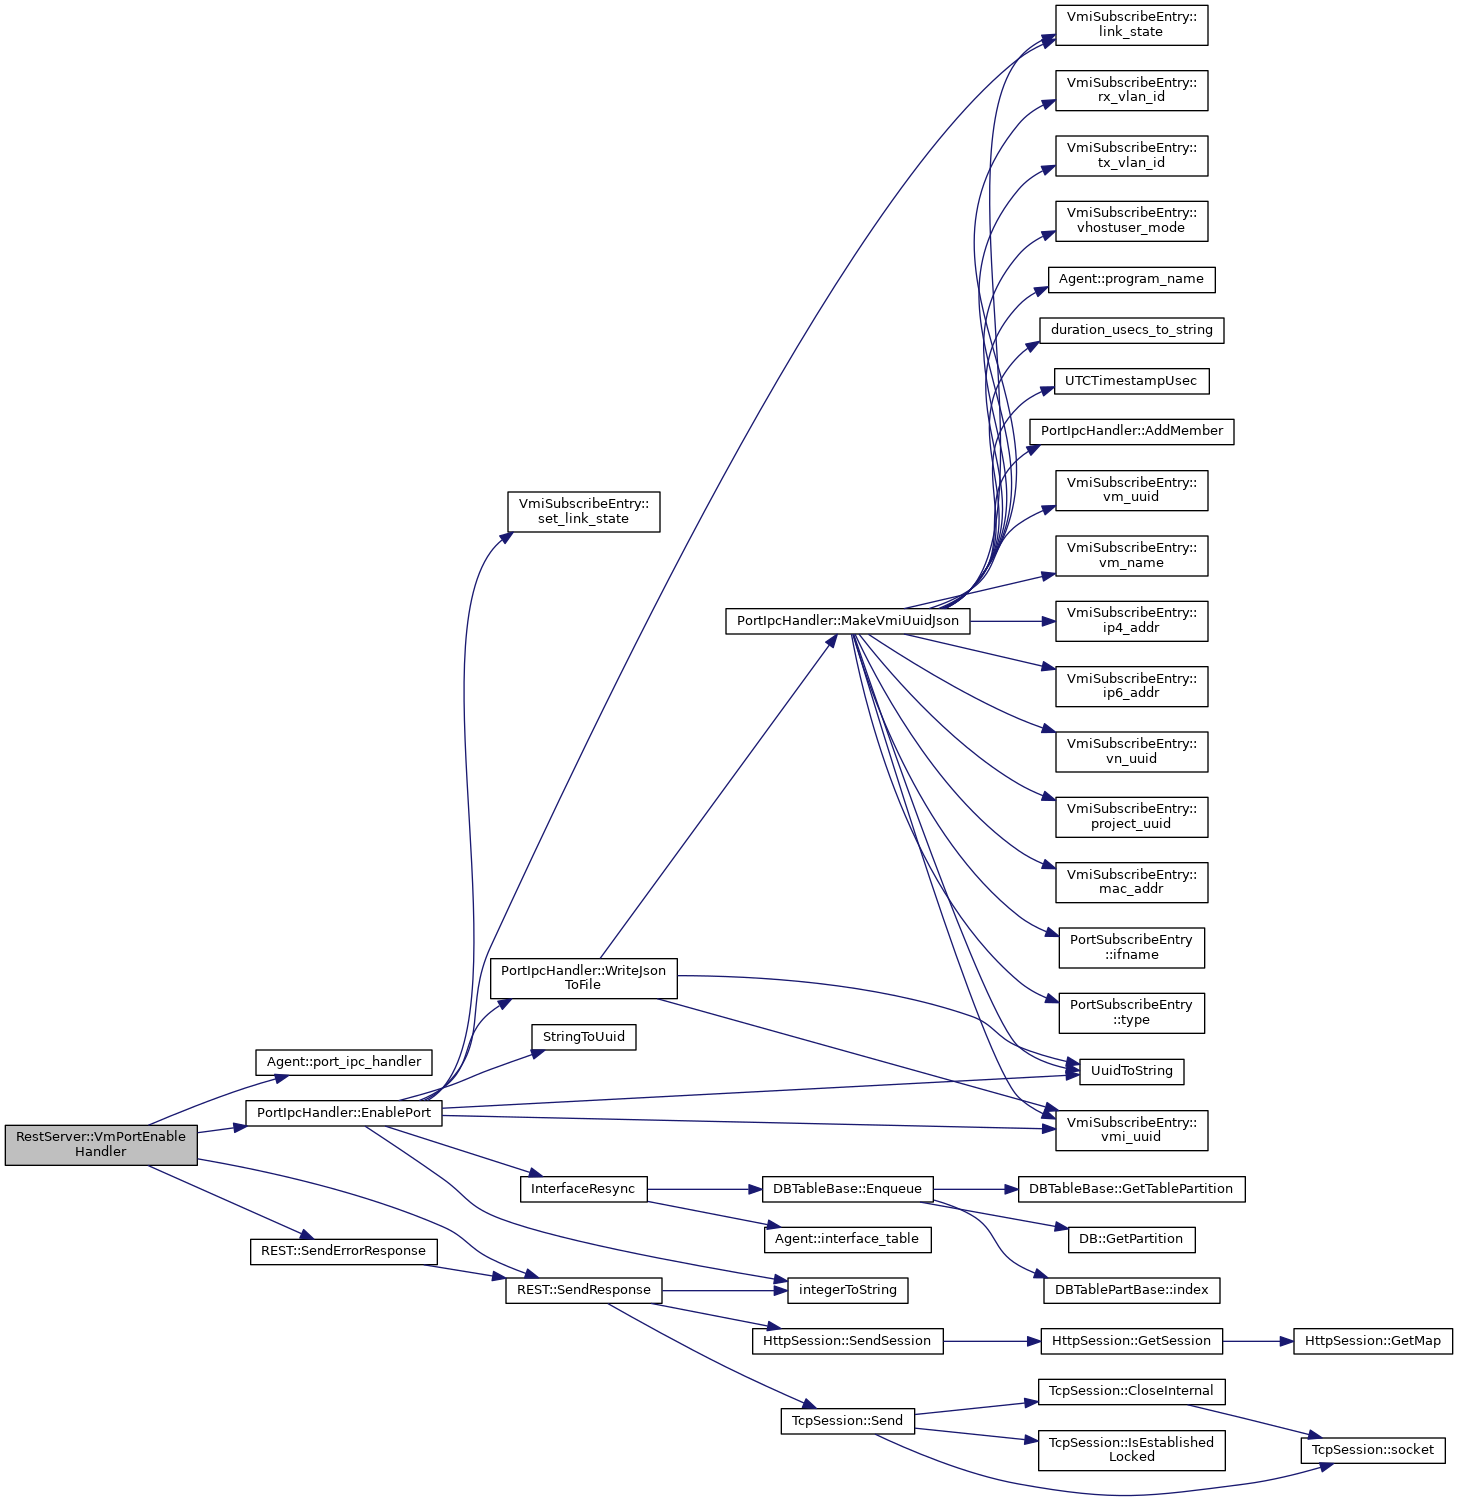 VmiSubscribeEntry::
link_state
VmiSubscribeEntry::
rx_vlan_id
VmiSubscribeEntry::
tx_vlan_id
VmiSubscribeEntry::
vhostuser_mode
Agent::program_name
duration_usecs_to_string
UTCTimestampUsec
PortIpcHandler::AddMember
VmiSubscribeEntry::
vm_uuid
VmiSubscribeEntry::
set_link_state
VmiSubscribeEntry::
vm_name
PortIpcHandler::MakeVmiUuidJson
VmiSubscribeEntry::
ip4_addr
VmiSubscribeEntry::
ip6_addr
VmiSubscribeEntry::
vn_uuid
VmiSubscribeEntry::
project_uuid
VmiSubscribeEntry::
mac_addr
PortSubscribeEntry
::ifname
PortIpcHandler::WriteJson
ToFile
PortSubscribeEntry
::type
StringToUuid
Agent::port_ipc_handler
UuidToString
PortIpcHandler::EnablePort
VmiSubscribeEntry::
vmi_uuid
RestServer::VmPortEnable
Handler
InterfaceResync
DBTableBase::Enqueue
DBTableBase::GetTablePartition
Agent::interface_table
DB::GetPartition
REST::SendErrorResponse
REST::SendResponse
integerToString
DBTablePartBase::index
HttpSession::SendSession
HttpSession::GetSession
HttpSession::GetMap
TcpSession::CloseInternal
TcpSession::Send
TcpSession::IsEstablished
Locked
TcpSession::socket